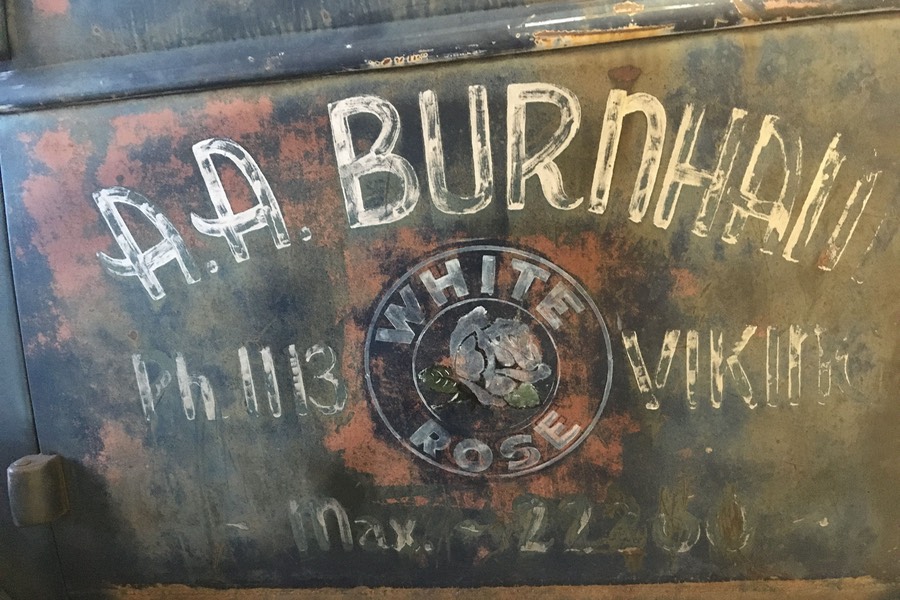 A.A. BURNHAM
WHITE
Ph. 1113 VIKING
ROSE
- Max. -